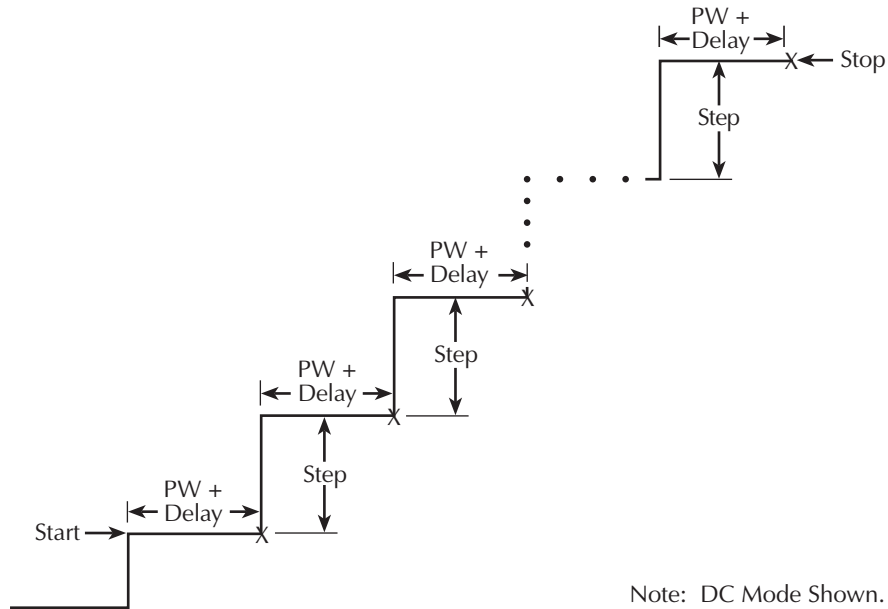 PW +
Delay
Stop
Step
PW +
Delay
X
Step
PW +
Delay
X
Step
PW +
Delay
Start
X
X
Note: DC Mode Shown.